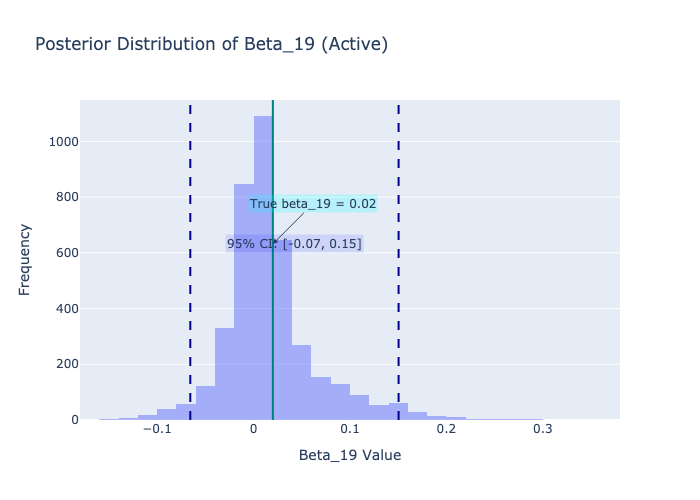 Posterior Distribution of Beta_19 (Active)
Frequency
1000
800
600
400
200
0
True beta_19 = 0.02
95% CI: [-0.07, 0.15]
−0.1
0
0.1
0.2
0.3
Beta_19 Value